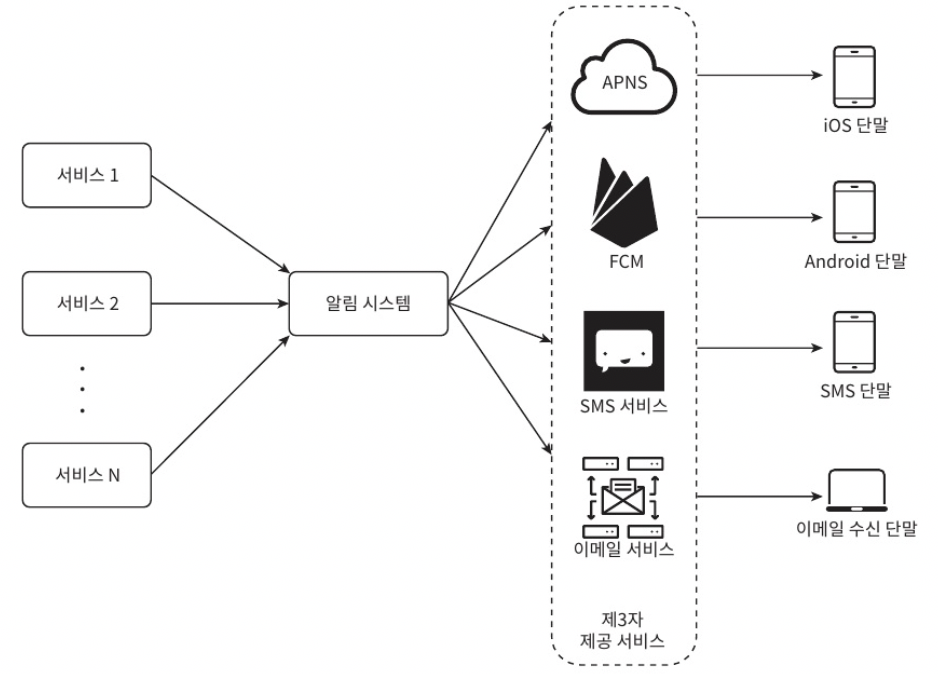 서비스 1
서비스 2
서비스 N
알림 시스템
APNS
FCM
SMS 서비스
이메일 서비스
제3자
제공 서비스
iOS 단말
Android 단말
SMS 단말
이메일 수신 단말